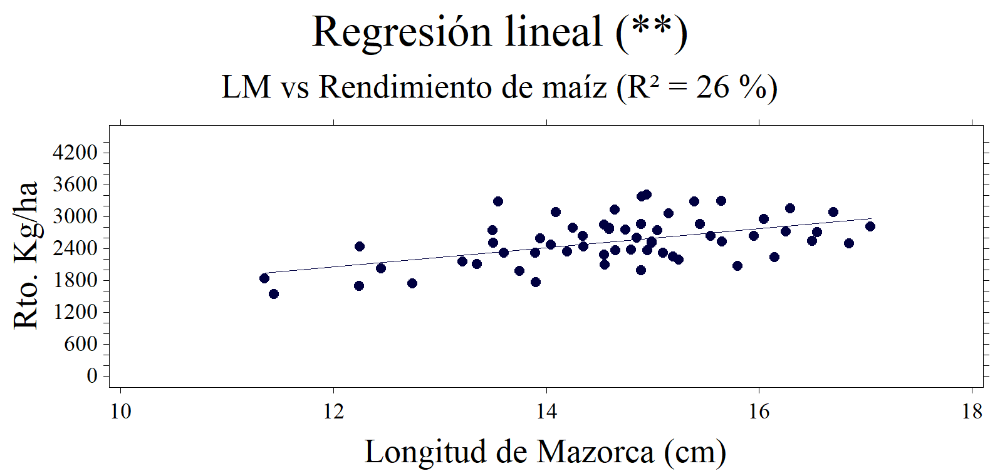 Regresión lineal (**)
LM vs Rendimiento de maíz (R² = 26 %)
4200
3600
3000
2400
1800
1200
600
0
Rto. Kg/ha
10 12 14 16 18
Longitud de Mazorca (cm)